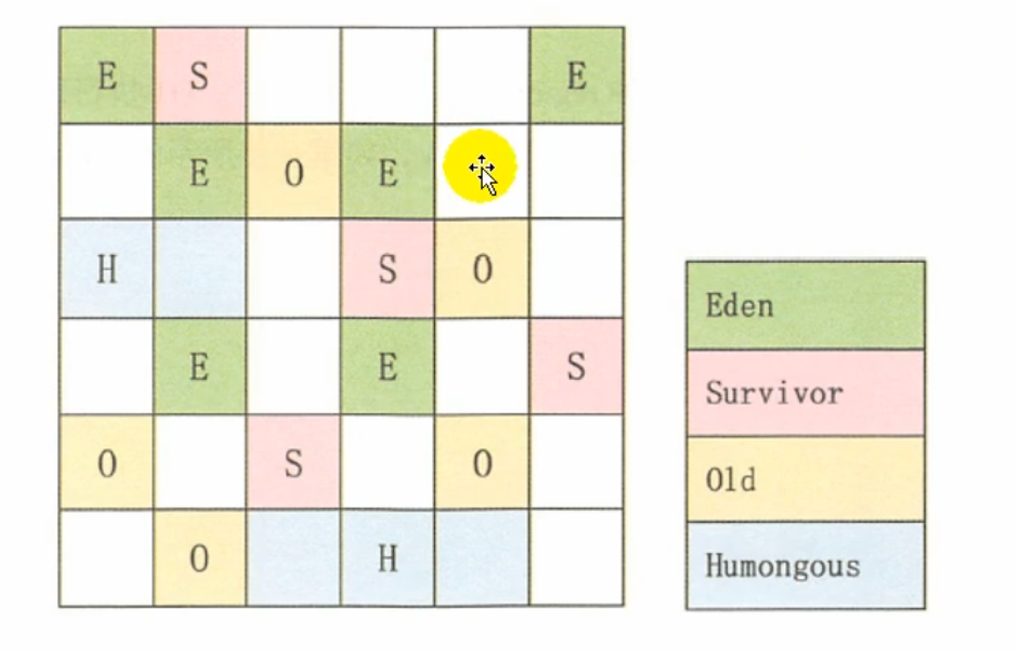 E S E
E O E
H S O
E E S
O S O
O H
Eden
Survivor
Old
Humongous